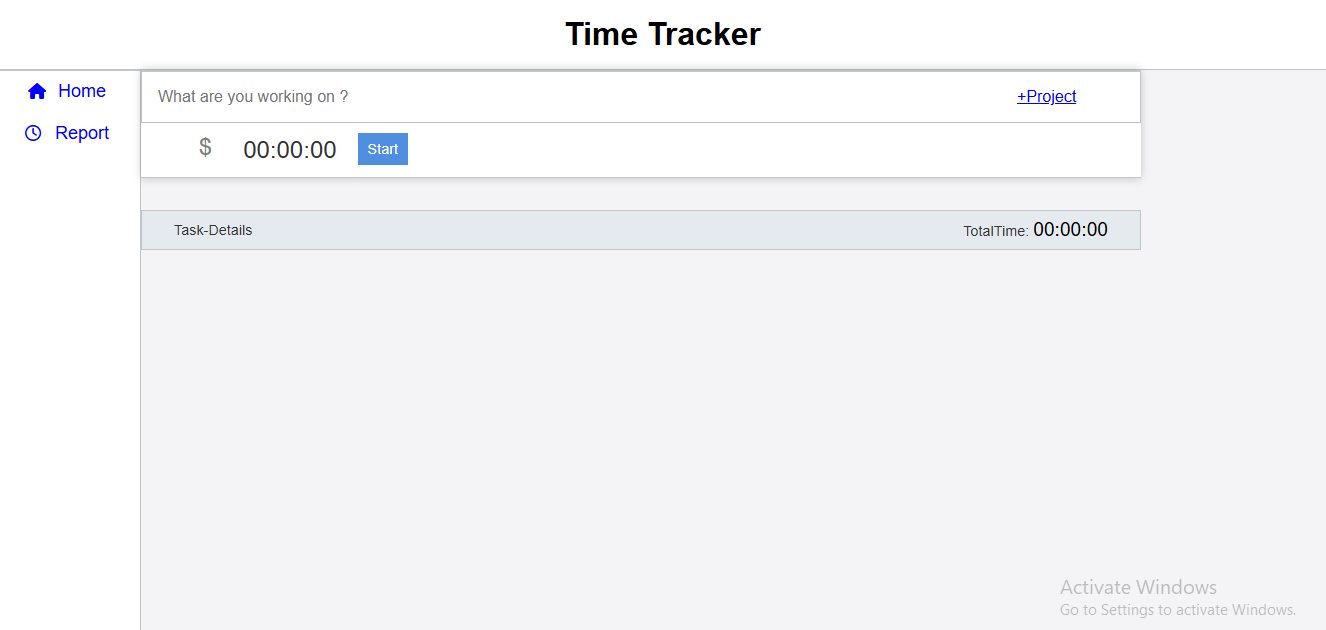 Time Tracker
Home
What are you working on ?
+Project
Report
$ 00:00:00 Start
Task-Details
TotalTime: 00:00:00
Activate Windows
Go to Settings to activate Windows.